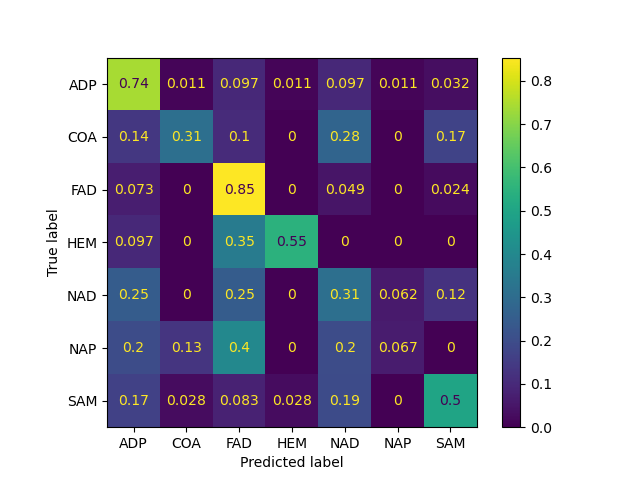 ADP 0.74 0.011 0.097 0.011 0.097 0.011 0.032
COA 0.14 0.31 0.1 0 0.28 0 0.17
FAD 0.073 0 0.85 0 0.049 0 0.024
HEM 0.097 0 0.35 0.55 0 0 0
NAD 0.25 0 0.25 0 0.31 0.062 0.12
NAP 0.2 0.13 0.4 0 0.2 0.067 0
SAM 0.17 0.028 0.083 0.028 0.19 0 0.5
ADP COA FAD HEM NAD NAP SAM
Predicted label
True label
0.8
0.7
0.6
0.5
0.4
0.3
0.2
0.1
0.0